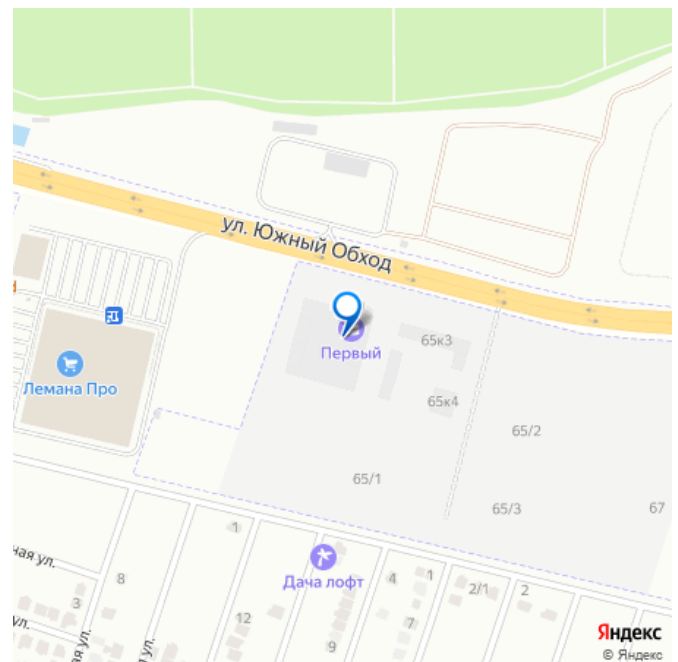 ул. Южный Обход
Первый
65к3
Лемана Про
65к4
65/2
65/1
65/3
67
1
ная ул.
8
Дача лофт
4
1
2/1
2
3
12
7
ул.
9
ая ул.
Яндекс
© Яндекс